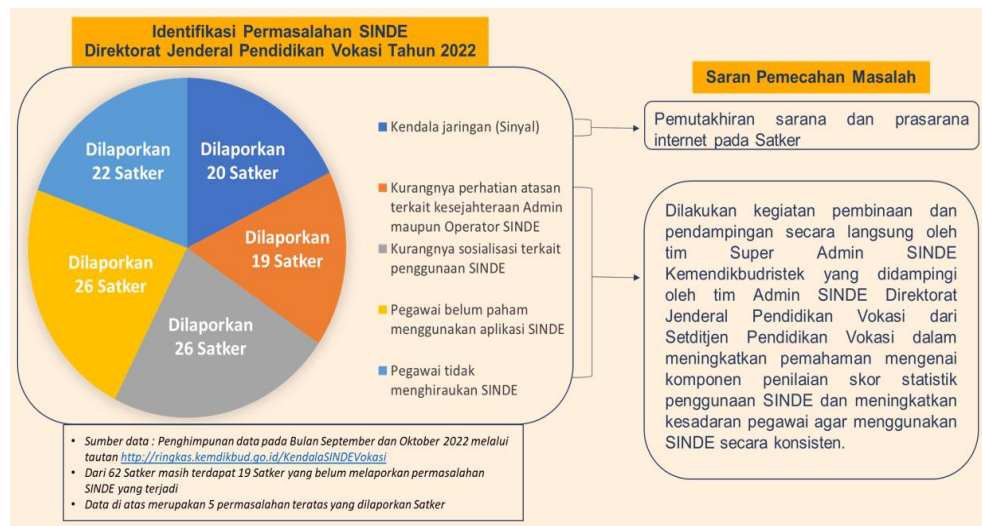 Identifikasi Permasalahan SINDE
Direktorat Jenderal Pendidikan Vokasi Tahun 2022
Dilaporkan
22 Satker
Dilaporkan
20 Satker
Dilaporkan
19 Satker
Dilaporkan
26 Satker
Dilaporkan
26 Satker
Kendala jaringan (Sinyal)
Kurangnya perhatian atasan
terkait kesejahteraan Admin
maupun Operator SINDE
Kurangnya sosialisasi terkait
penggunaan SINDE
Pegawai belum paham
menggunakan aplikasi SINDE
Pegawai tidak
menghiraukan SINDE
Saran Pemecahan Masalah
Pemutakhiran sarana dan prasarana
internet pada Satker
Dilakukan kegiatan pembinaan dan
pendampingan secara langsung oleh
tim Super Admin SINDE
Kemendikbudristek yang didampingi
oleh tim Admin SINDE Direktorat
Jenderal Pendidikan Vokasi dari
Setditjen Pendidikan Vokasi dalam
meningkatkan pemahaman mengenai
komponen penilaian skor statistik
penggunaan SINDE dan meningkatkan
kesadaran pegawai agar menggunakan
SINDE secara konsisten.
• Sumber data : Penghimpunan data pada Bulan September dan Oktober 2022 melalui
tautan http://ringkas.kemdikbud.go.id/KendalaSINDEVokasi
• Dari 62 Satker masih terdapat 19 Satker yang belum melaporkan permasalahan
SINDE yang terjadi
• Data di atas merupakan 5 permasalahan teratas yang dilaporkan Satker